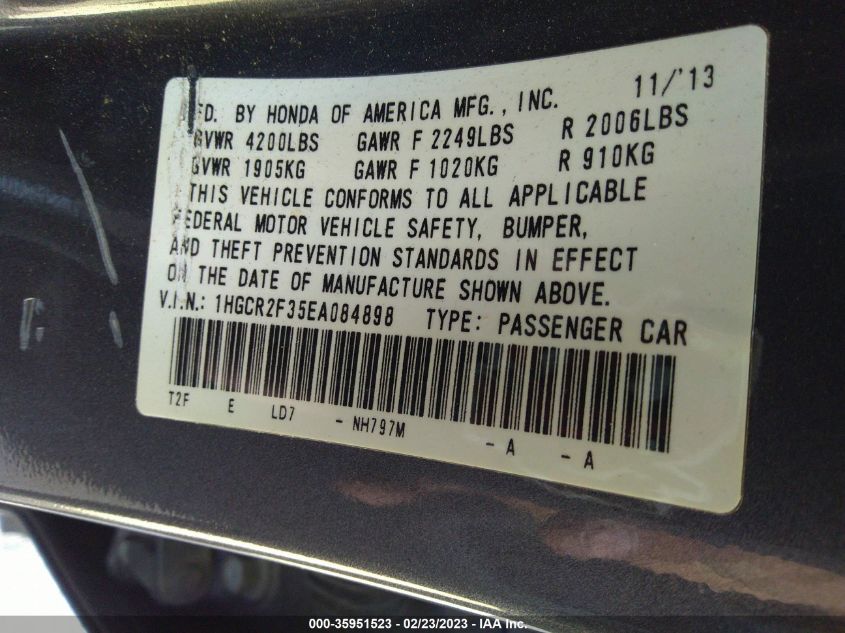 MFD. BY HONDA OF AMERICA MFG., INC. 11/'13
GVWR 4200LBS GAWR F 2249LBS R 2006LBS
GVWR 1905KG GAWR F 1020KG R 910KG
THIS VEHICLE CONFORMS TO ALL APPLICABLE
FEDERAL MOTOR VEHICLE SAFETY, BUMPER,
AND THEFT PREVENTION STANDARDS IN EFFECT
ON THE DATE OF MANUFACTURE SHOWN ABOVE.
V.I.N.: 1HGCR2F35EA084898 TYPE: PASSENGER CAR
T2F E LD7 - NH797M - A - A
000-35951523 - 02/23/2023 - IAA Inc.